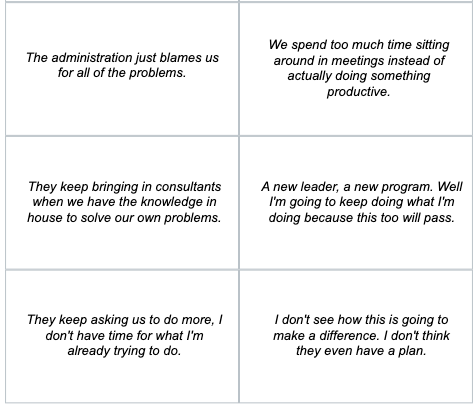 The administration just blames us
for all of the problems.
We spend too much time sitting
around in meetings instead of
actually doing something
productive.
They keep bringing in consultants
when we have the knowledge in
house to solve our own problems.
A new leader, a new program. Well
I'm going to keep doing what I'm
doing because this too will pass.
They keep asking us to do more, I
don't have time for what I'm
already trying to do.
I don't see how this is going to
make a difference. I don't think
they even have a plan.